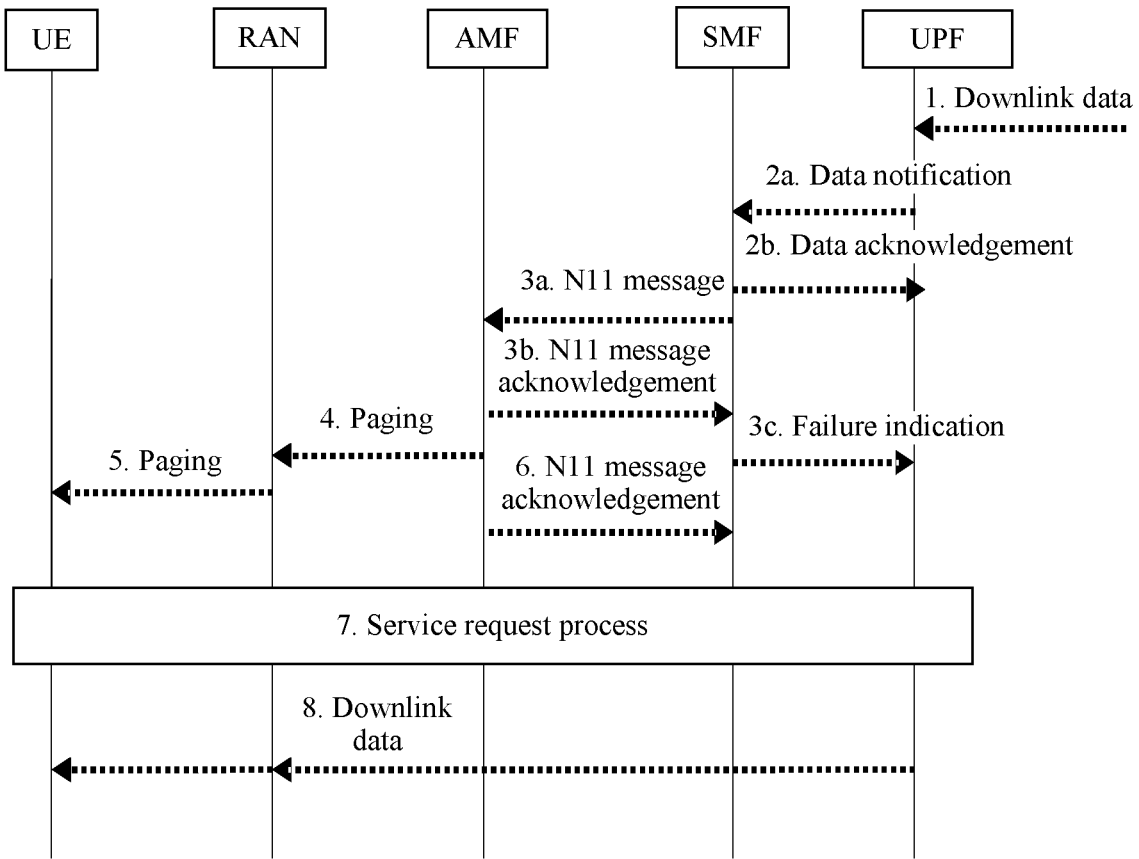 UE
RAN
AMF
SMF
UPF
1. Downlink data
2a. Data notification
2b. Data acknowledgement
3a. N11 message
3b. N11 message
acknowledgement
3c. Failure indication
4. Paging
5. Paging
6. N11 message
acknowledgement
7. Service request process
8. Downlink
data